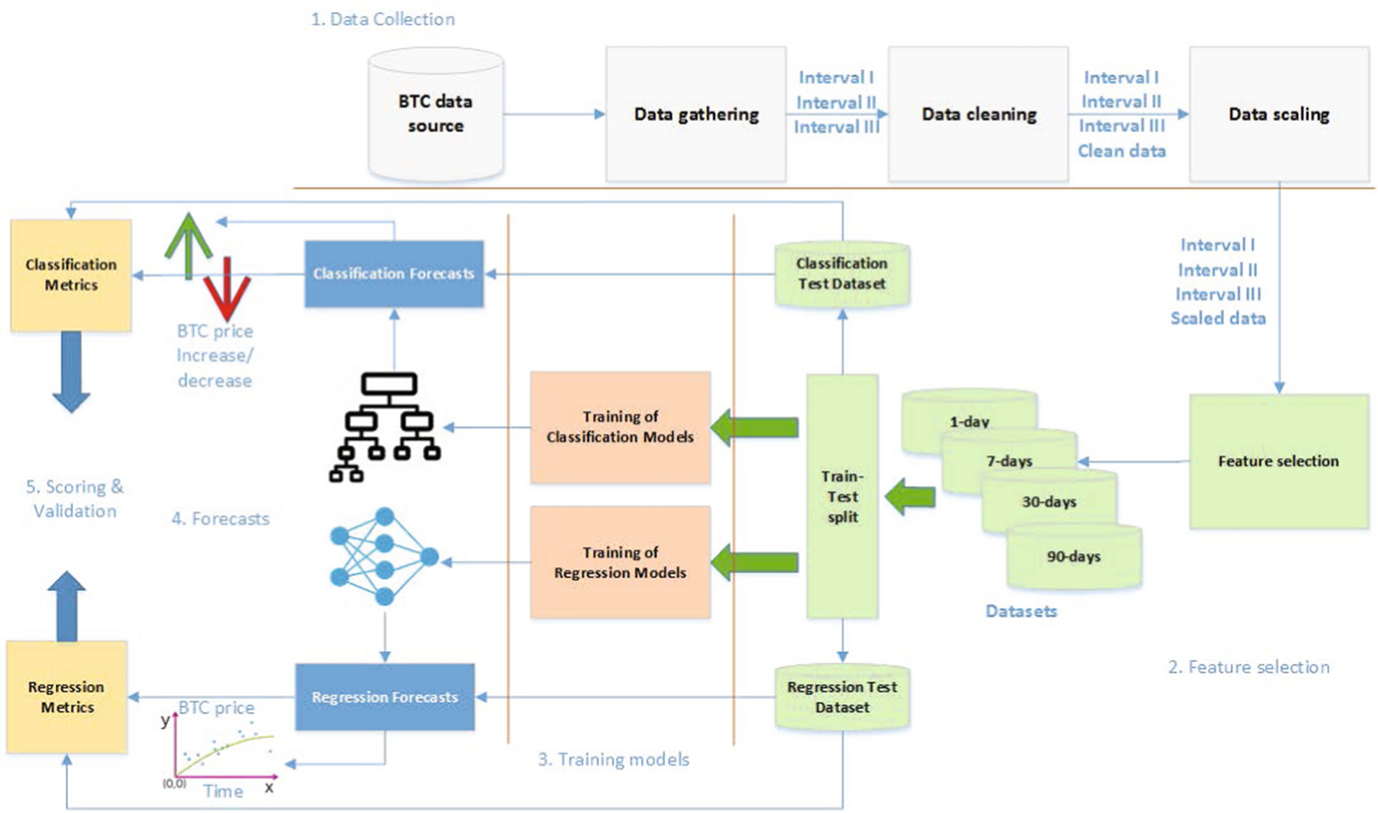 1. Data Collection
BTC data
source
Data gathering
Interval I
Interval II
Interval III
Data cleaning
Interval I
Interval II
Interval III
Clean data
Data scaling
Classification
Metrics
BTC price
Increase/
decrease
Classification Forecasts
Classification
Test Dataset
Interval I
Interval II
Interval III
Scaled data
Training of
Classification Models
Train-
Test
split
1-day
7-days
30-days
90-days
Datasets
Feature selection
5. Scoring &
Validation
4. Forecasts
Training of
Regression Models
2. Feature selection
Regression
Metrics
BTC price
y
(0,0)
Time
x
Regression Forecasts
Regression Test
Dataset
3. Training models